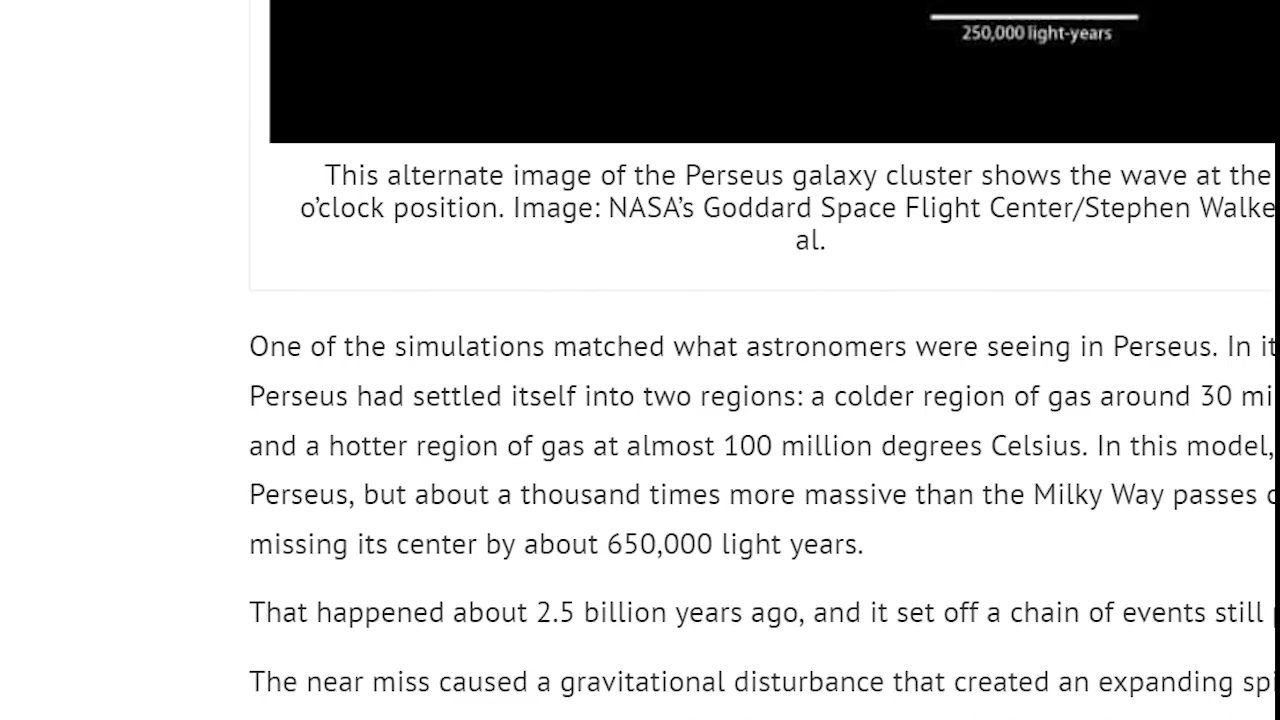 250,000 light-years
This alternate image of the Perseus galaxy cluster shows the wave at the
o’clock position. Image: NASA’s Goddard Space Flight Center/Stephen Walke
al.
One of the simulations matched what astronomers were seeing in Perseus. In it
Perseus had settled itself into two regions: a colder region of gas around 30 mi
and a hotter region of gas at almost 100 million degrees Celsius. In this model,
Perseus, but about a thousand times more massive than the Milky Way passes
missing its center by about 650,000 light years.
That happened about 2.5 billion years ago, and it set off a chain of events still
The near miss caused a gravitational disturbance that created an expanding sp